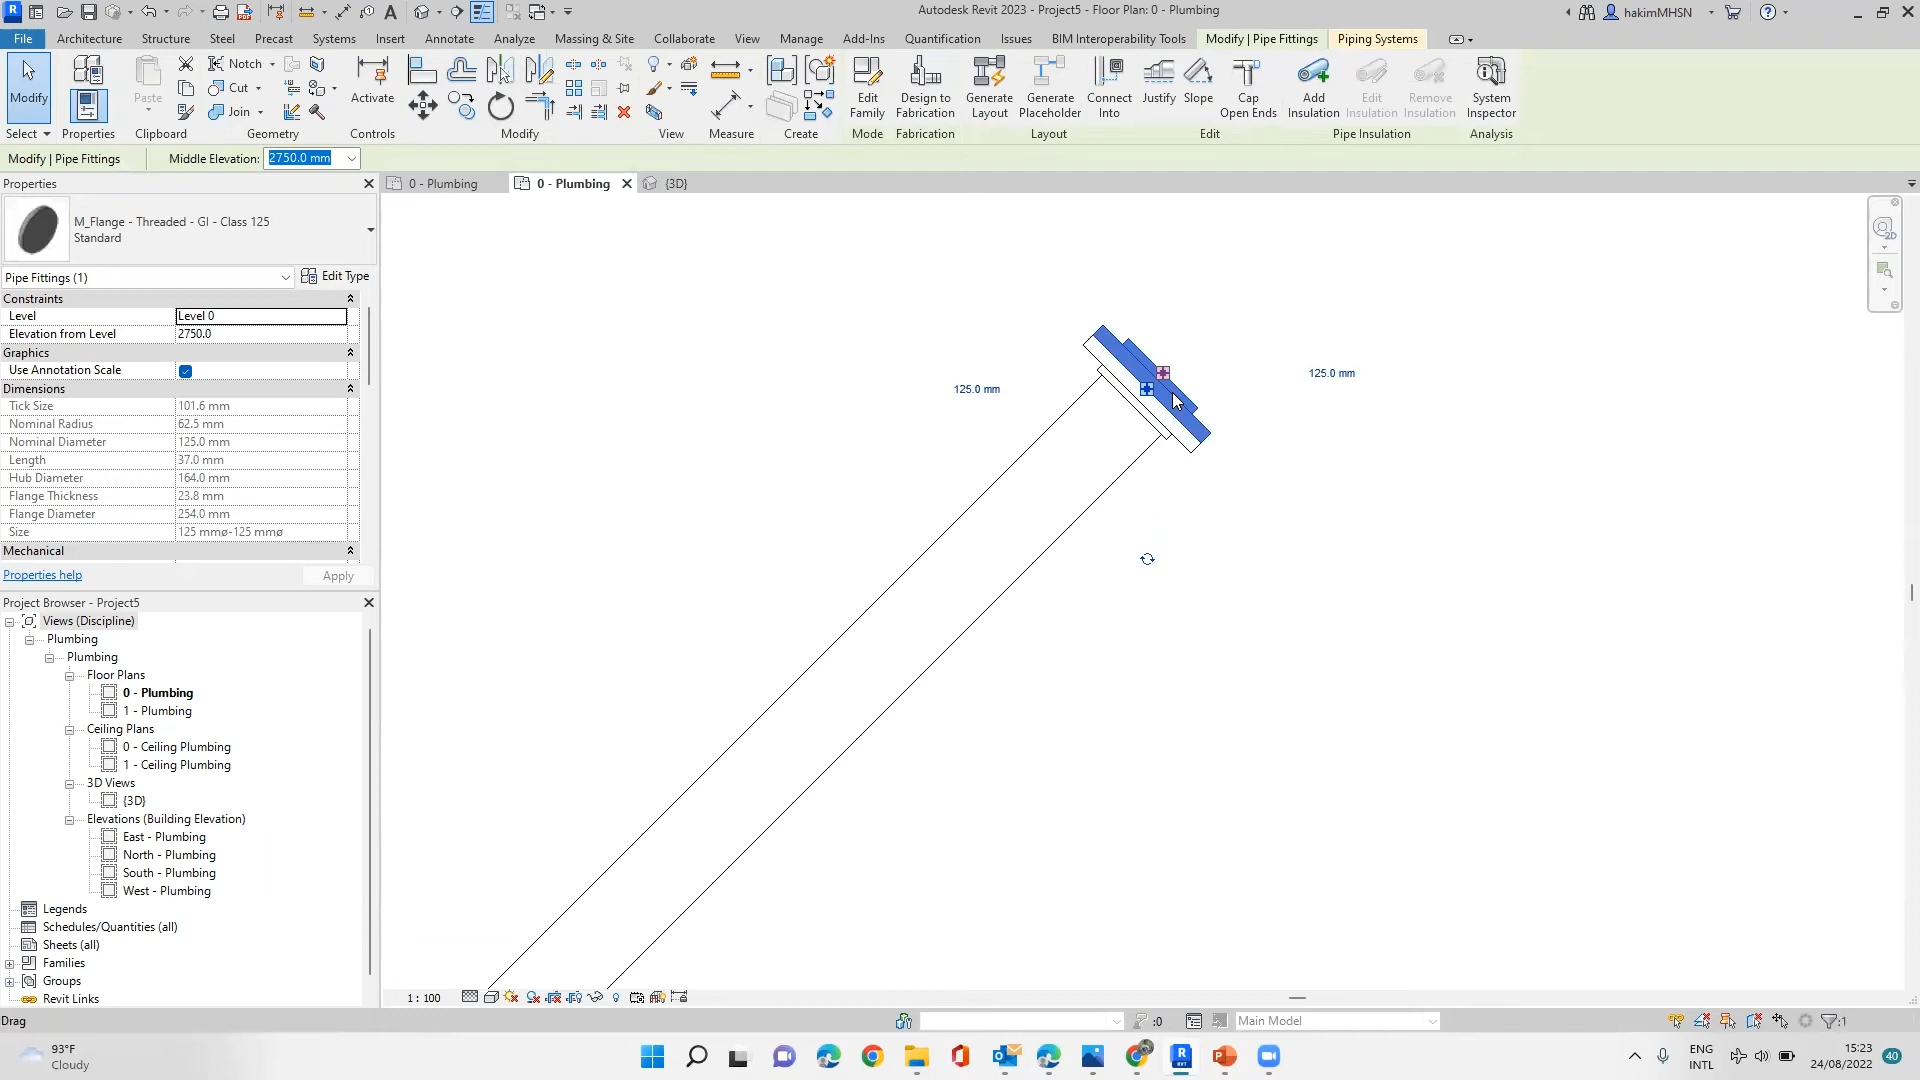 Autodesk Revit 2023 - Project5 - Floor Plan: 0 - Plumbing
hakimMHSN
File Architecture Structure Steel Precast Systems Insert Annotate Analyze Massing & Site Collaborate View Manage Add-Ins Quantification Issues BIM Interoperability Tools Modify | Pipe Fittings Piping Systems
Modify
Paste
Notch
Cut
Join
Activate
Edit Family
Design to Fabrication
Generate Layout
Generate Placeholder
Connect Into
Justify
Slope
Cap Open Ends
Add Insulation
Edit Insulation
Remove Insulation
System Inspector
Select Properties Clipboard Geometry Controls Modify View Measure Create Mode Fabrication Layout Edit Pipe Insulation Analysis
Modify | Pipe Fittings Middle Elevation: 2750.0 mm
Properties
0 - Plumbing 0 - Plumbing {3D}
M_Flange - Threaded - GI - Class 125
Standard
Pipe Fittings (1) Edit Type
Constraints
Level Level 0
Elevation from Level 2750.0
Graphics
Use Annotation Scale
Dimensions
Tick Size 101.6 mm
Nominal Radius 62.5 mm
Nominal Diameter 125.0 mm
Length 37.0 mm
Hub Diameter 164.0 mm
Flange Thickness 23.8 mm
Flange Diameter 254.0 mm
Size 125 mmø-125 mmø
Mechanical
Properties help Apply
125.0 mm
125.0 mm
2D
Project Browser - Project5
Views (Discipline)
Plumbing
Plumbing
Floor Plans
0 - Plumbing
1 - Plumbing
Ceiling Plans
0 - Ceiling Plumbing
1 - Ceiling Plumbing
3D Views
{3D}
Elevations (Building Elevation)
East - Plumbing
North - Plumbing
South - Plumbing
West - Plumbing
Legends
Schedules/Quantities (all)
Sheets (all)
Families
Groups
Revit Links
1 : 100
Drag
:0
Main Model
:1
93°F
Cloudy
ENG
INTL
15:23
24/08/2022
40